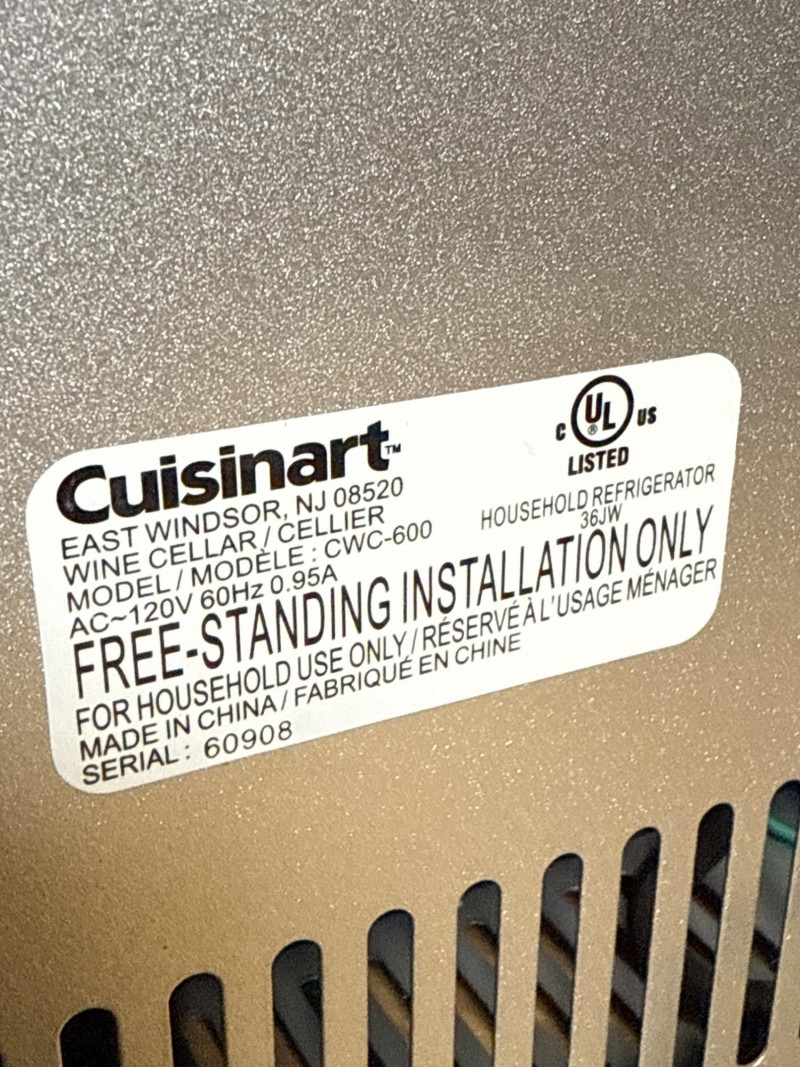 Cuisinart™
EAST WINDSOR, NJ 08520
WINE CELLAR / CELLIER
MODEL / MODÈLE : CWC-600
AC~120V 60Hz 0.95A
C UL® US
LISTED
HOUSEHOLD REFRIGERATOR
36JW
FREE-STANDING INSTALLATION ONLY
FOR HOUSEHOLD USE ONLY / RÉSERVÉ À L'USAGE MÉNAGER
MADE IN CHINA / FABRIQUÉ EN CHINE
SERIAL : 60908